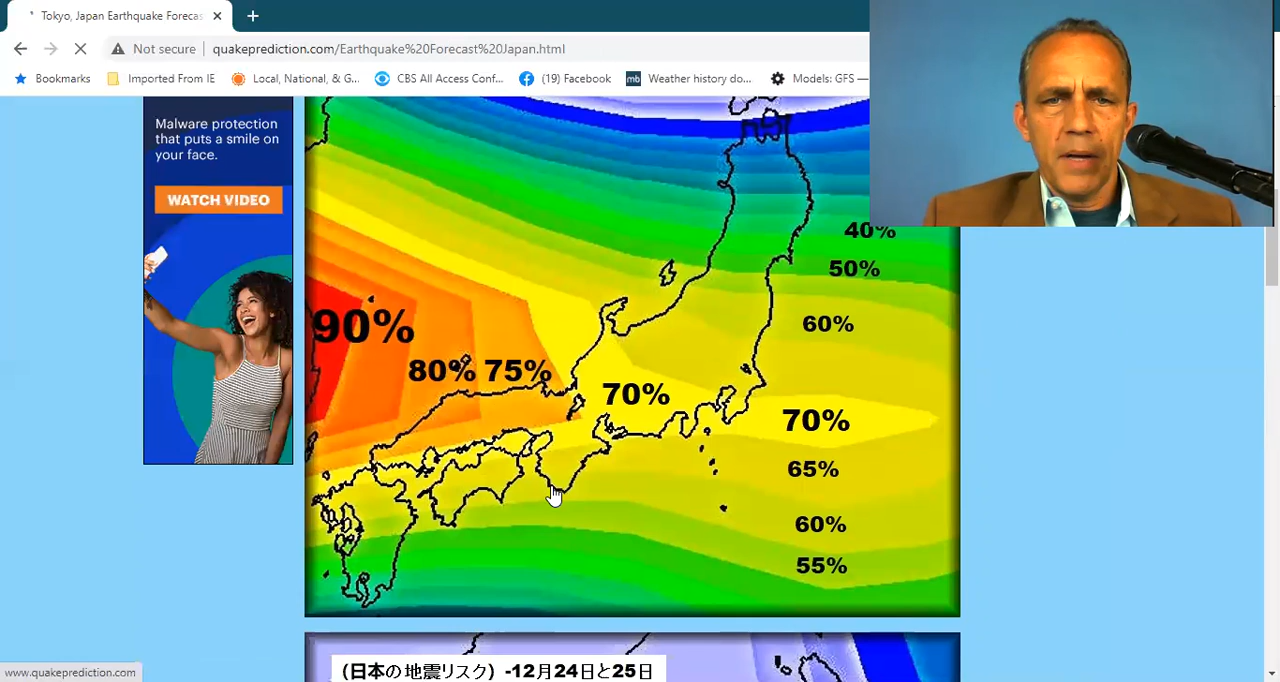 Tokyo, Japan Earthquake Forecas
Not secure
quakeprediction.com/Earthquake%20Forecast%20Japan.html
Bookmarks
Imported From IE
Local, National, & G...
CBS All Access Conf...
(19) Facebook
mb
Weather history do...
Models: GFS —
Malware protection
that puts a smile on
your face.
WATCH VIDEO
40%
50%
60%
90%
80%
75%
70%
70%
65%
60%
55%
(日本の地震リスク) -12月24日と25日
www.quakeprediction.com